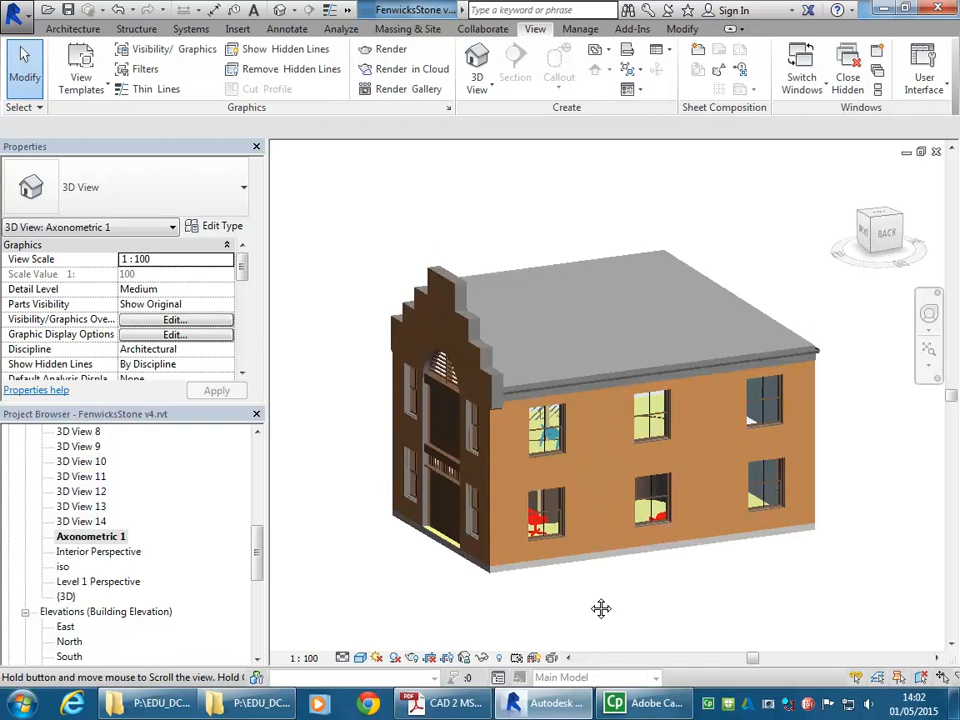 FenwicksStone v...
Type a keyword or phrase
Sign In
Architecture Structure Systems Insert Annotate Analyze Massing & Site Collaborate View Manage Add-Ins Modify
Modify
View Templates
Visibility/ Graphics
Filters
Thin Lines
Show Hidden Lines
Remove Hidden Lines
Cut Profile
Render
Render in Cloud
Render Gallery
3D View
Section
Callout
Switch Windows
Close Hidden
User Interface
Select Graphics Create Sheet Composition Windows
Properties
3D View
3D View: Axonometric 1 Edit Type
Graphics
View Scale 1 : 100
Scale Value 1: 100
Detail Level Medium
Parts Visibility Show Original
Visibility/Graphics Ove... Edit...
Graphic Display Options Edit...
Discipline Architectural
Show Hidden Lines By Discipline
Default Analysis Displa... None
Properties help Apply
Project Browser - FenwicksStone v4.rvt
3D View 8
3D View 9
3D View 10
3D View 11
3D View 12
3D View 13
3D View 14
Axonometric 1
Interior Perspective
iso
Level 1 Perspective
{3D}
Elevations (Building Elevation)
East
North
South
BACK
1 : 100
Hold button and move mouse to Scroll the view. Hold
:0
Main Model
P:\EDU_DC... P:\EDU_DC... CAD 2 MS... Autodesk ... Adobe Ca...
14:02
01/05/2015